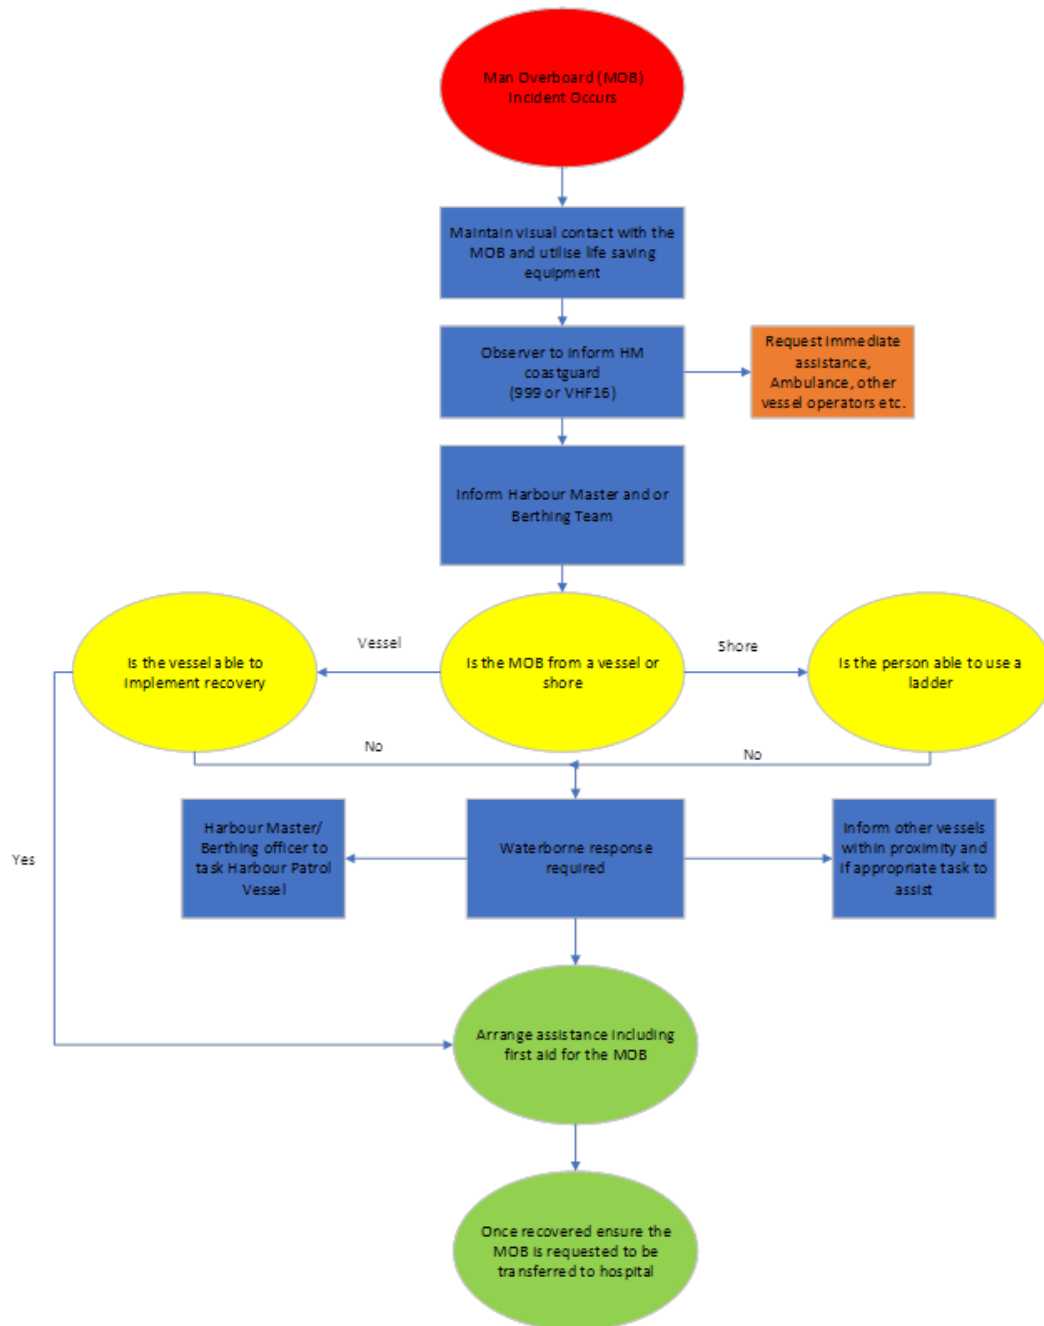 Man Overboard (MOB)
Incident Occurs
Maintain visual contact with the
MOB and utilise life saving
equipment
Observer to inform HM
coastguard
(999 or VHF16)
Request immediate
assistance,
Ambulance, other
vessel operators etc.
Inform Harbour Master and or
Berthing Team
Vessel
Shore
Is the vessel able to
implement recovery
Is the MOB from a vessel or
shore
Is the person able to use a
ladder
No
No
Harbour Master/
Berthing officer to
task Harbour Patrol
Vessel
Waterborne response
required
Inform other vessels
within proximity and
if appropriate task to
assist
Yes
Arrange assistance including
first aid for the MOB
Once recovered ensure the
MOB is requested to be
transferred to hospital